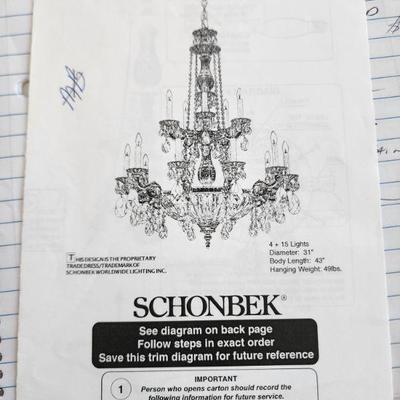 THIS DESIGN IS THE PROPRIETARY
TRADE DRESS/TRADEMARK OF
SCHONBEK WORLDWIDE LIGHTING INC.
4 + 15 Lights
Diameter: 31"
Body Length: 43"
Hanging Weight: 49lbs.
SCHONBEK®
See diagram on back page
Follow steps in exact order
Save this trim diagram for future reference
1
IMPORTANT
Person who opens carton should record the
following information for future service.